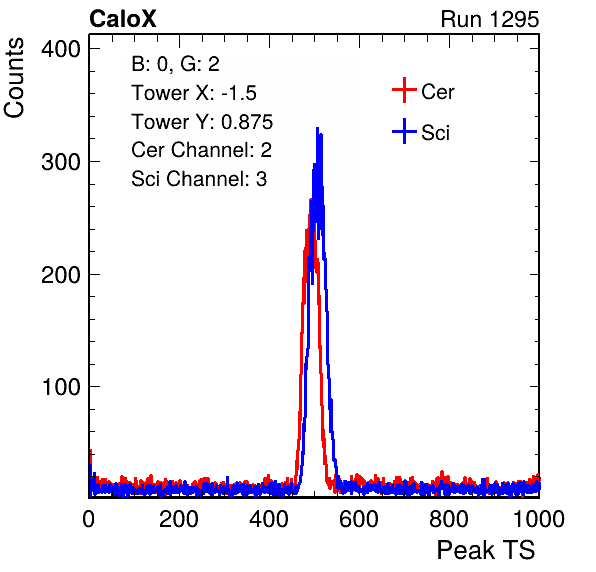 CaloX
Run 1295
Counts
400
300
200
100
B: 0, G: 2
Tower X: -1.5
Tower Y: 0.875
Cer Channel: 2
Sci Channel: 3
Cer
Sci
0 200 400 600 800 1000
Peak TS